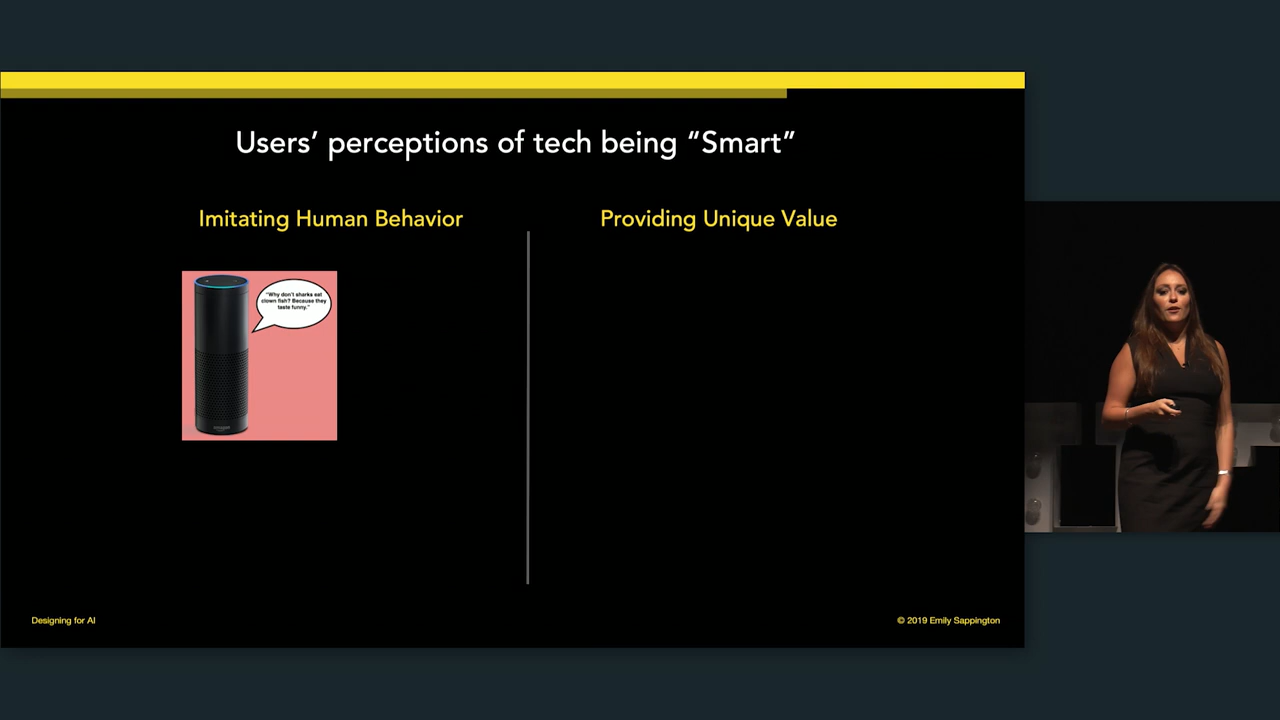 Users’ perceptions of tech being “Smart”
Imitating Human Behavior
Providing Unique Value
"Why don't sharks eat
clown fish? Because they
taste funny."
amazon
Designing for AI
© 2019 Emily Sappington